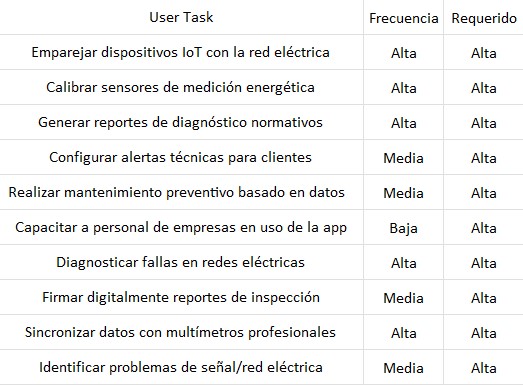 User Task Frecuencia Requerido
Emparejar dispositivos IoT con la red eléctrica Alta Alta
Calibrar sensores de medición energética Alta Alta
Generar reportes de diagnóstico normativos Alta Alta
Configurar alertas técnicas para clientes Media Alta
Realizar mantenimiento preventivo basado en datos Media Alta
Capacitar a personal de empresas en uso de la app Baja Alta
Diagnosticar fallas en redes eléctricas Alta Alta
Firmar digitalmente reportes de inspección Media Alta
Sincronizar datos con multímetros profesionales Alta Alta
Identificar problemas de señal/red eléctrica Media Alta